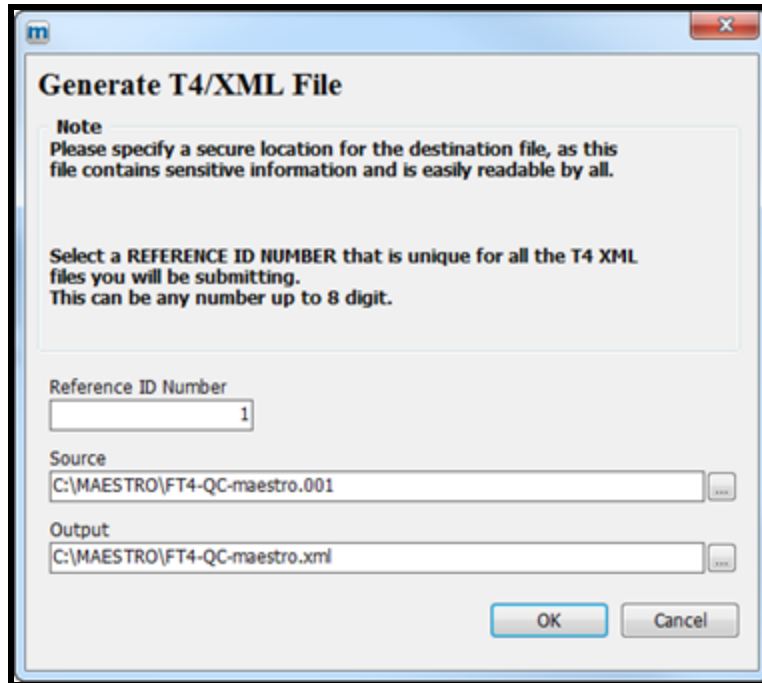 m
Generate T4/XML File
Note
Please specify a secure location for the destination file, as this
file contains sensitive information and is easily readable by all.
Select a REFERENCE ID NUMBER that is unique for all the T4 XML
files you will be submitting.
This can be any number up to 8 digit.
Reference ID Number
1
Source
C:\MAESTRO\FT4-QC-maestro.001
...
Output
C:\MAESTRO\FT4-QC-maestro.xml
...
OK Cancel